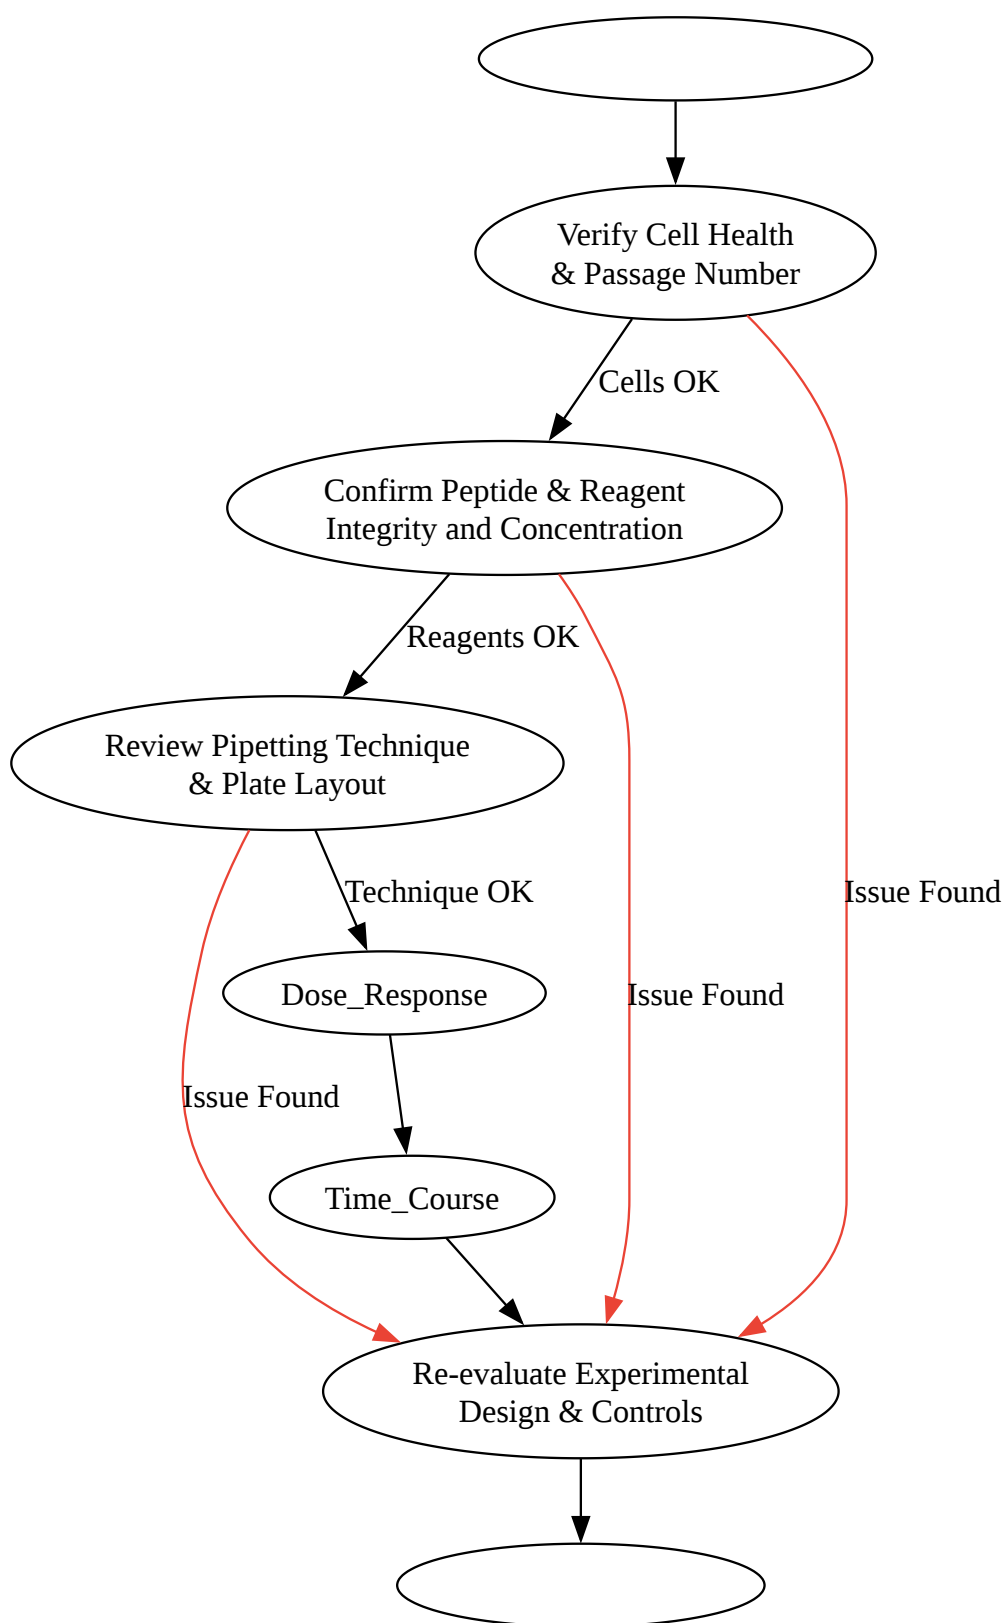 Verify Cell Health
& Passage Number
Cells OK
Confirm Peptide & Reagent
Integrity and Concentration
Reagents OK
Review Pipetting Technique
& Plate Layout
Technique OK
Issue Found
Dose_Response
Issue Found
Issue Found
Time_Course
Re-evaluate Experimental
Design & Controls